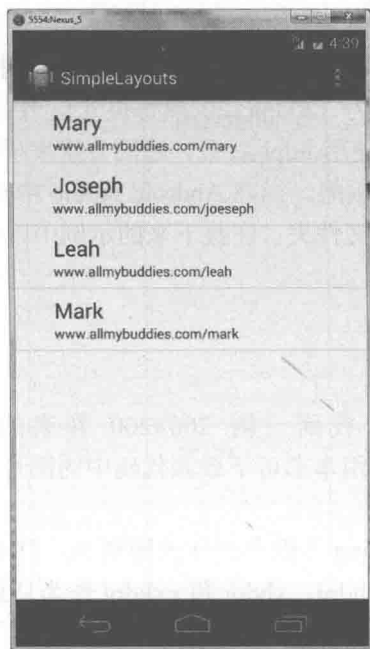 5554:Nexus_5
4:39
SimpleLayouts
Mary
www.allmybuddies.com/mary
Joseph
www.allmybuddies.com/joeseph
Leah
www.allmybuddies.com/leah
Mark
www.allmybuddies.com/mark